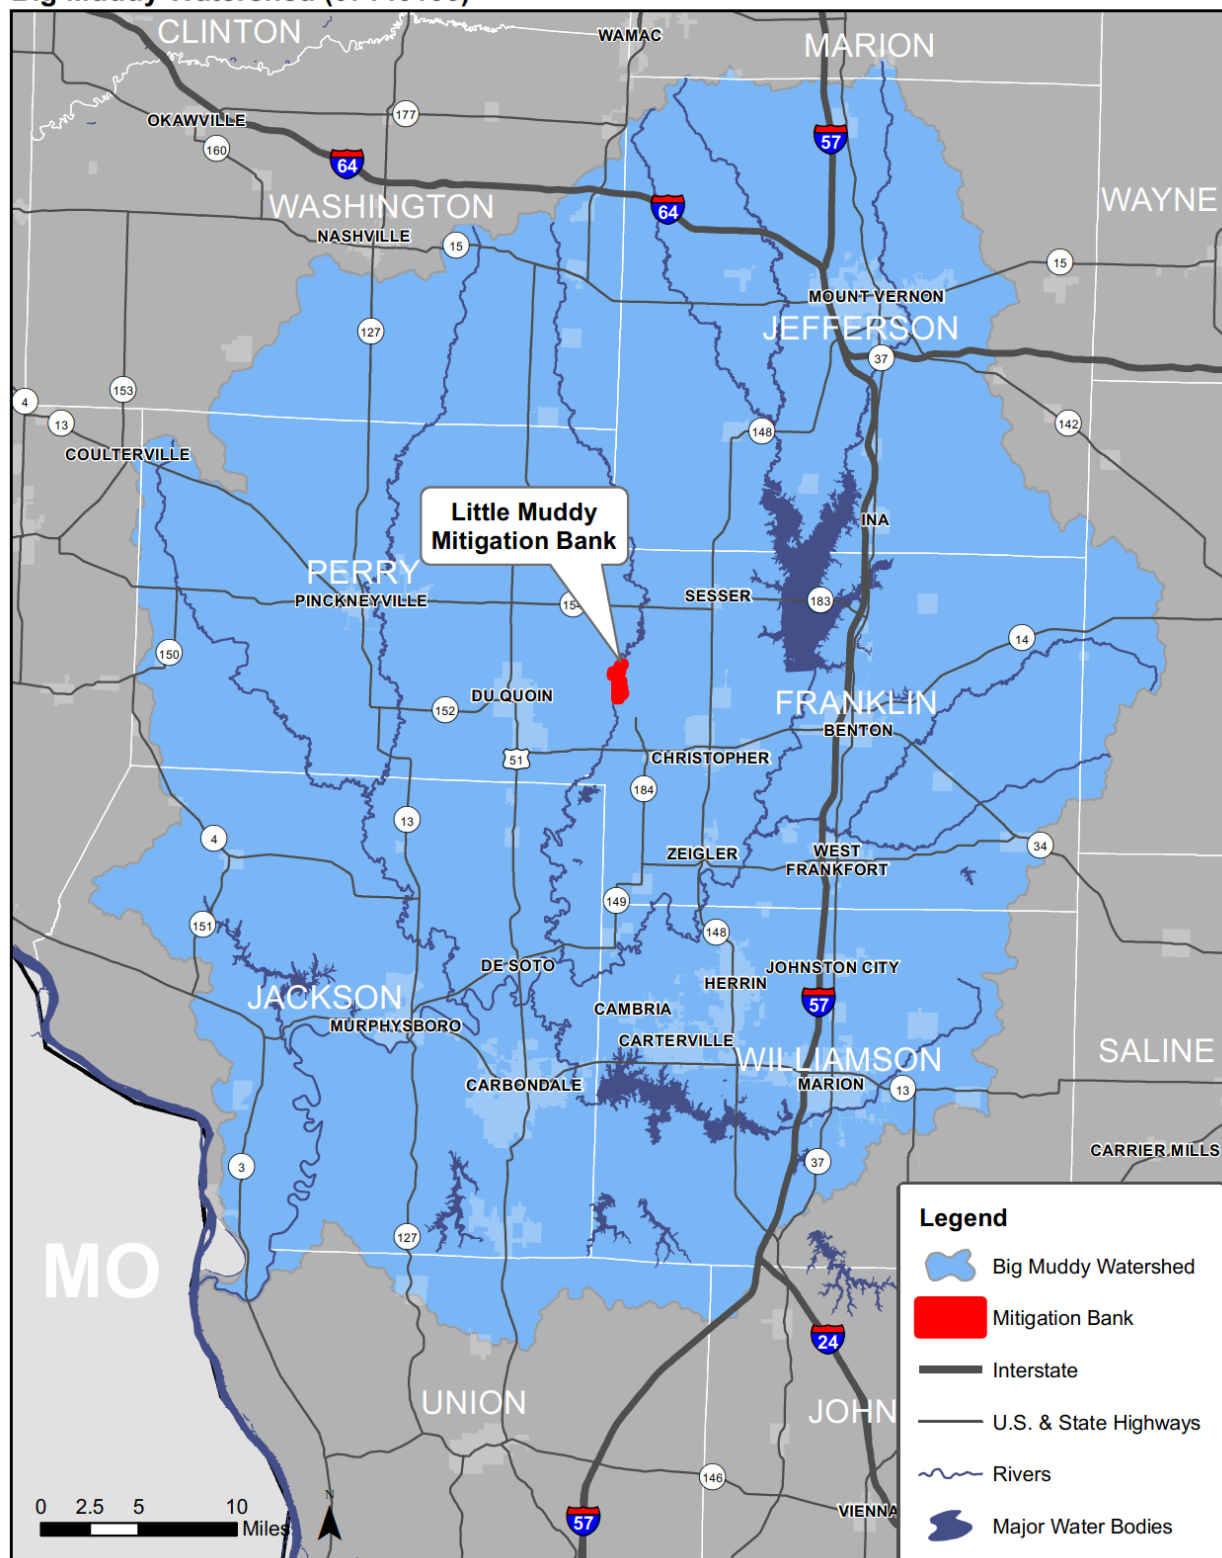 CLINTON
WAMAC
MARION
OKAWVILLE
177
160
57
64
WAYNE
WASHINGTON
64
NASHVILLE
15
15
MOUNT VERNON
127
JEFFERSON
37
153
4
13
148
142
COULTERVILLE
Little Muddy
Mitigation Bank
INA
PERRY
PINCKNEYVILLE
154
SESSER
183
14
150
DU QUOIN
152
FRANKLIN
BENTON
51
CHRISTOPHER
184
13
4
34
ZEIGLER
WEST
FRANKFORT
149
151
148
DE SOTO
JOHNSTON CITY
HERRIN
JACKSON
57
CAMBRIA
MURPHYSBORO
CARTERVILLE
WILLIAMSON
SALINE
CARBONDALE
MARION
13
CARRIER MILLS
3
37
127
MO
Legend
Big Muddy Watershed
Mitigation Bank
Interstate
U.S. & State Highways
Rivers
Major Water Bodies
24
UNION
JOHN
146
VIENNA
57
0 2.5 5 10
Miles
N